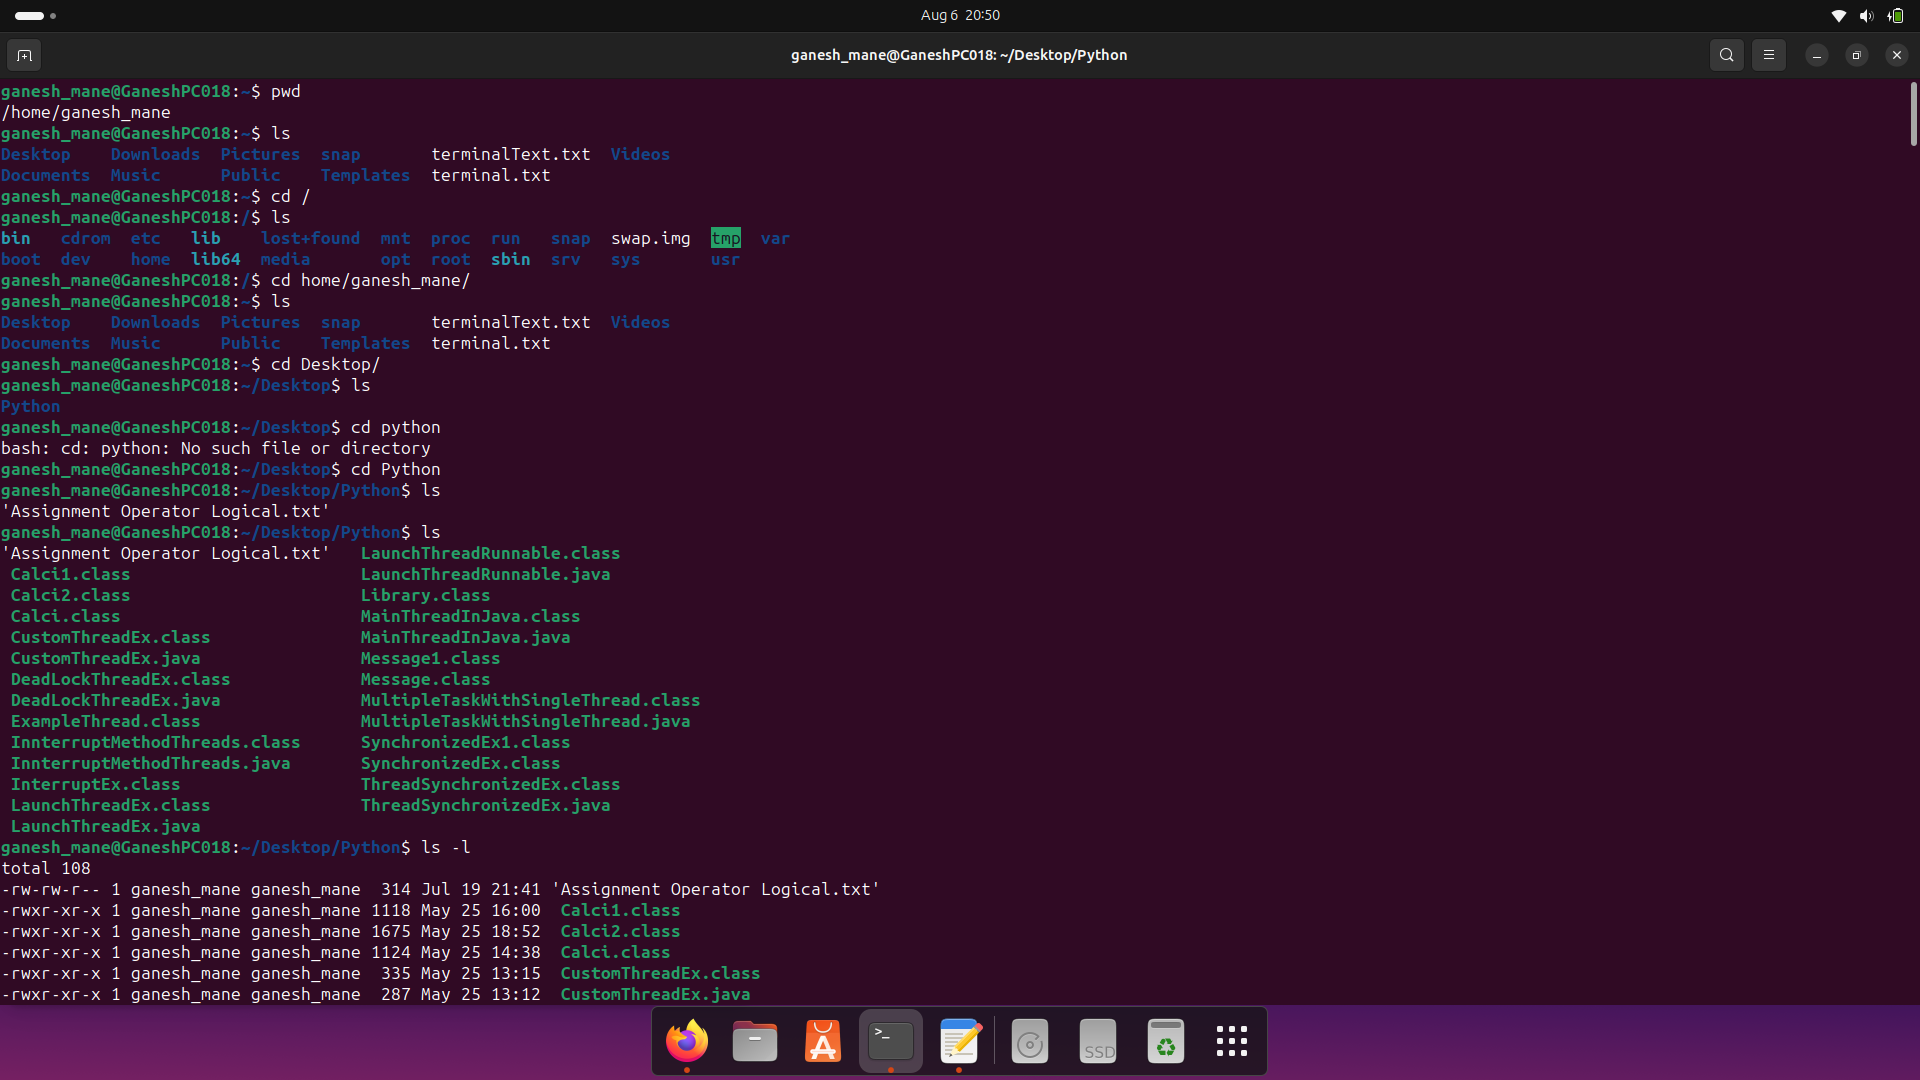 Aug 6 20:50
ganesh_mane@GaneshPC018: ~/Desktop/Python
ganesh_mane@GaneshPC018:~$ pwd
/home/ganesh_mane
ganesh_mane@GaneshPC018:~$ ls
Desktop    Downloads  Pictures  snap       terminalText.txt  Videos
Documents  Music      Public    Templates  terminal.txt
ganesh_mane@GaneshPC018:~$ cd /
ganesh_mane@GaneshPC018:/$ ls
bin   cdrom  etc   lib    lost+found  mnt  proc  run   snap  swap.img  tmp  var
boot  dev    home  lib64  media       opt  root  sbin  srv   sys       usr
ganesh_mane@GaneshPC018:/$ cd home/ganesh_mane/
ganesh_mane@GaneshPC018:~$ ls
Desktop    Downloads  Pictures  snap       terminalText.txt  Videos
Documents  Music      Public    Templates  terminal.txt
ganesh_mane@GaneshPC018:~$ cd Desktop/
ganesh_mane@GaneshPC018:~/Desktop$ ls
Python
ganesh_mane@GaneshPC018:~/Desktop$ cd python
bash: cd: python: No such file or directory
ganesh_mane@GaneshPC018:~/Desktop$ cd Python
ganesh_mane@GaneshPC018:~/Desktop/Python$ ls
'Assignment Operator Logical.txt'
ganesh_mane@GaneshPC018:~/Desktop/Python$ ls
'Assignment Operator Logical.txt'   LaunchThreadRunnable.class
 Calci1.class                       LaunchThreadRunnable.java
 Calci2.class                       Library.class
 Calci.class                        MainThreadInJava.class
 CustomThreadEx.class               MainThreadInJava.java
 CustomThreadEx.java                Message1.class
 DeadLockThreadEx.class             Message.class
 DeadLockThreadEx.java              MultipleTaskWithSingleThread.class
 ExampleThread.class                MultipleTaskWithSingleThread.java
 InnterruptMethodThreads.class      SynchronizedEx1.class
 InnterruptMethodThreads.java       SynchronizedEx.class
 InterruptEx.class                  ThreadSynchronizedEx.class
 LaunchThreadEx.class               ThreadSynchronizedEx.java
 LaunchThreadEx.java
ganesh_mane@GaneshPC018:~/Desktop/Python$ ls -l
total 108
-rw-rw-r-- 1 ganesh_mane ganesh_mane  314 Jul 19 21:41 'Assignment Operator Logical.txt'
-rwxr-xr-x 1 ganesh_mane ganesh_mane 1118 May 25 16:00  Calci1.class
-rwxr-xr-x 1 ganesh_mane ganesh_mane 1675 May 25 18:52  Calci2.class
-rwxr-xr-x 1 ganesh_mane ganesh_mane 1124 May 25 14:38  Calci.class
-rwxr-xr-x 1 ganesh_mane ganesh_mane  335 May 25 13:15  CustomThreadEx.class
-rwxr-xr-x 1 ganesh_mane ganesh_mane  287 May 25 13:12  CustomThreadEx.java
>_
SSD